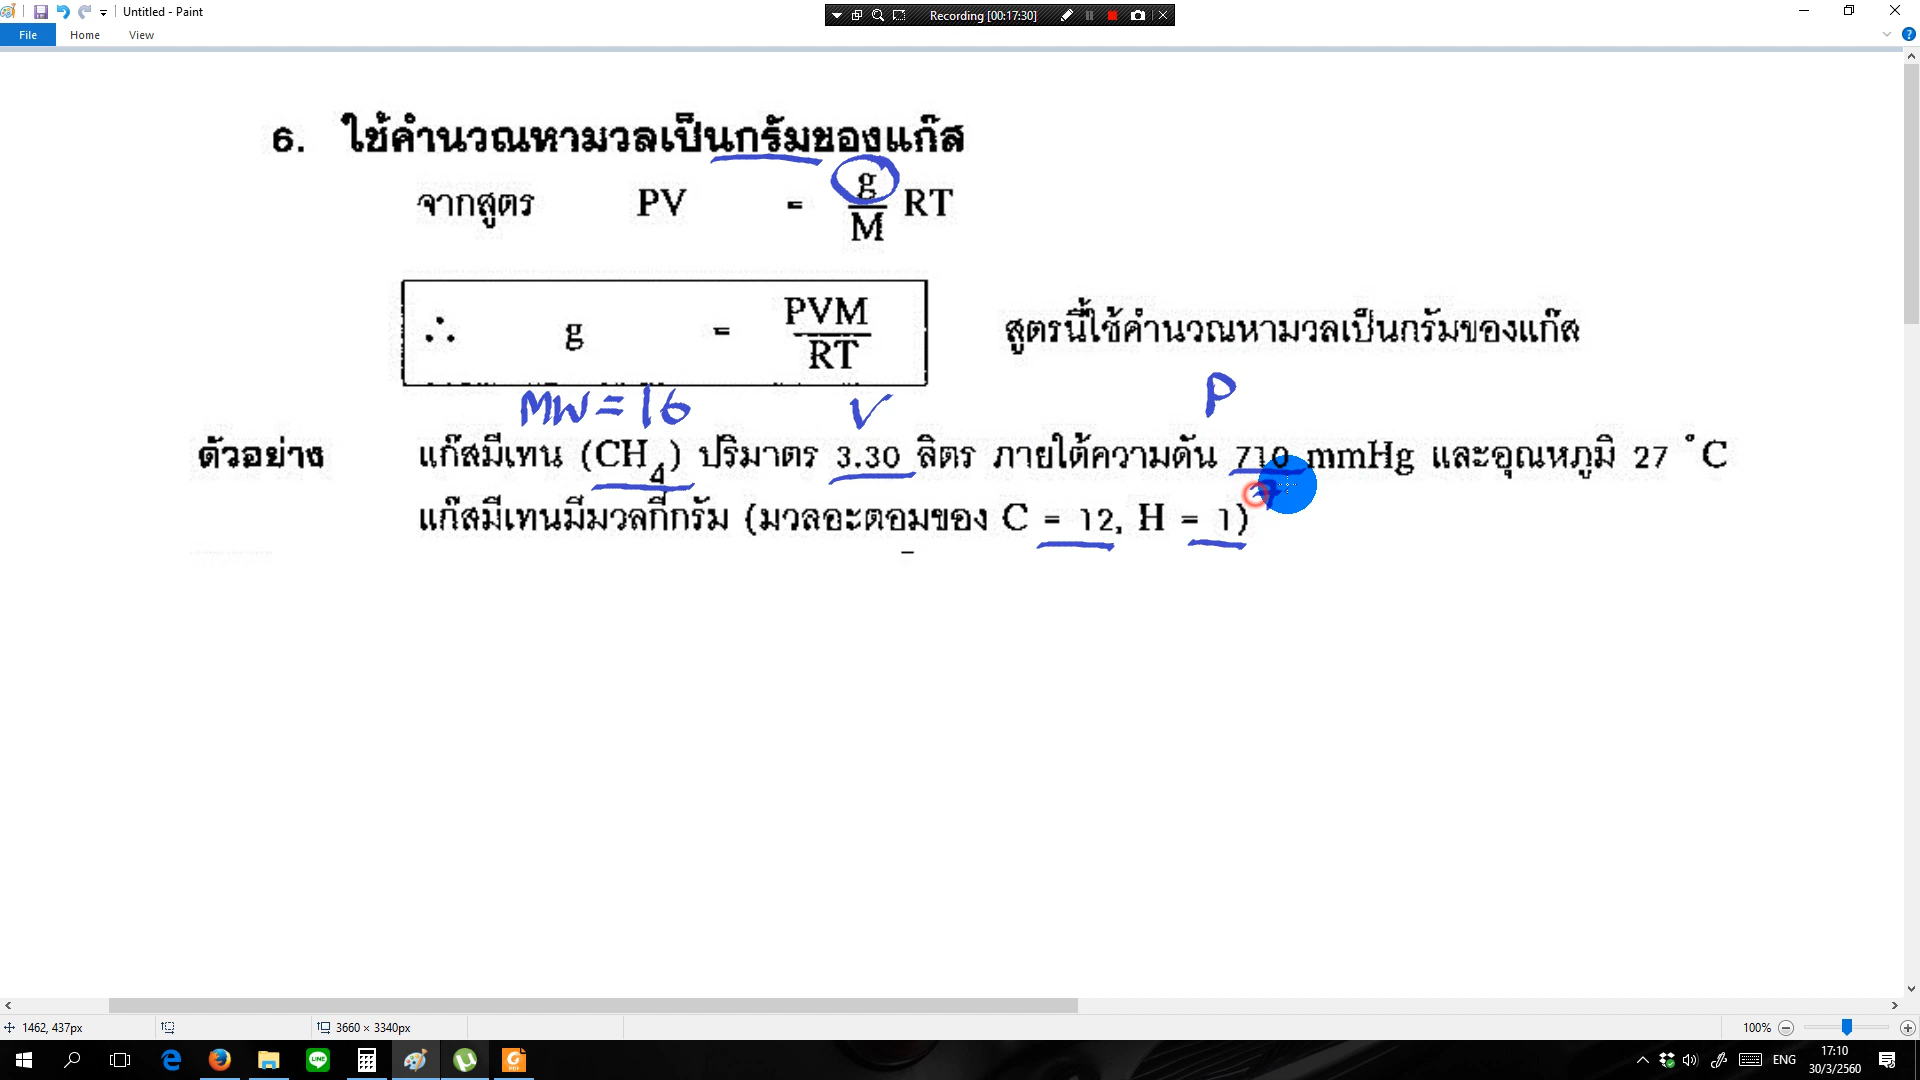 Untitled - Paint
Recording [00:17:30]
File Home View
6. ใช้คำนวณหามวลเป็นกรัมของแก๊ส
จากสูตร PV = g/M RT
∴ g = PVM/RT สูตรนี้ใช้คำนวณหามวลเป็นกรัมของแก๊ส
MW = 16 V P
ตัวอย่าง แก๊สมีเทน (CH4) ปริมาตร 3.30 ลิตร ภายใต้ความดัน 710 mmHg และอุณหภูมิ 27 °C
7
แก๊สมีเทนมีมวลกี่กรัม (มวลอะตอมของ C = 12, H = 1)
1462, 437px 3660 × 3340px 100%
ENG 17:10
30/3/2560